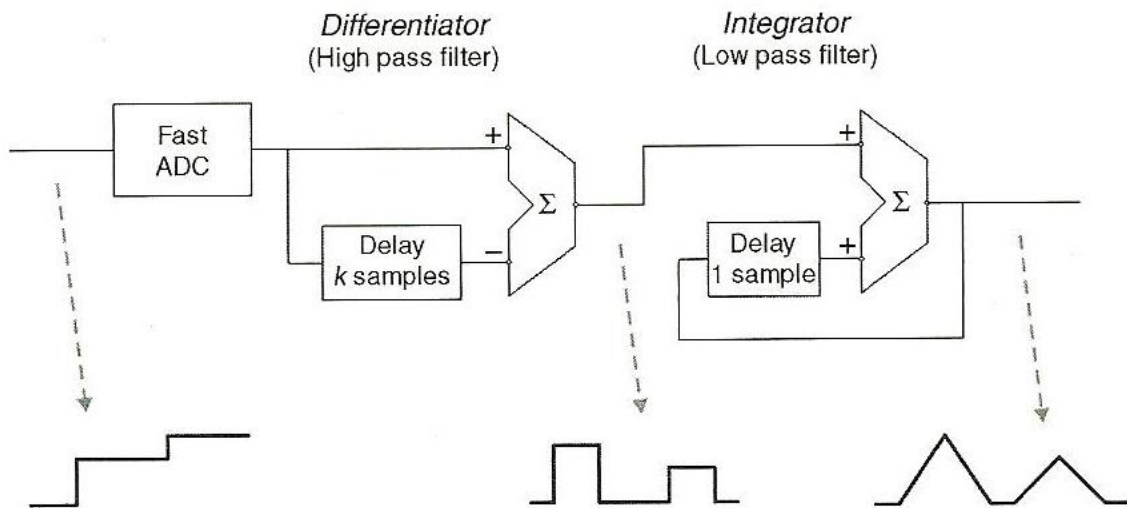 Differentiator
(High pass filter)
Integrator
(Low pass filter)
Fast
ADC
+
Σ
−
Delay
k samples
+
Σ
+
Delay
1 sample